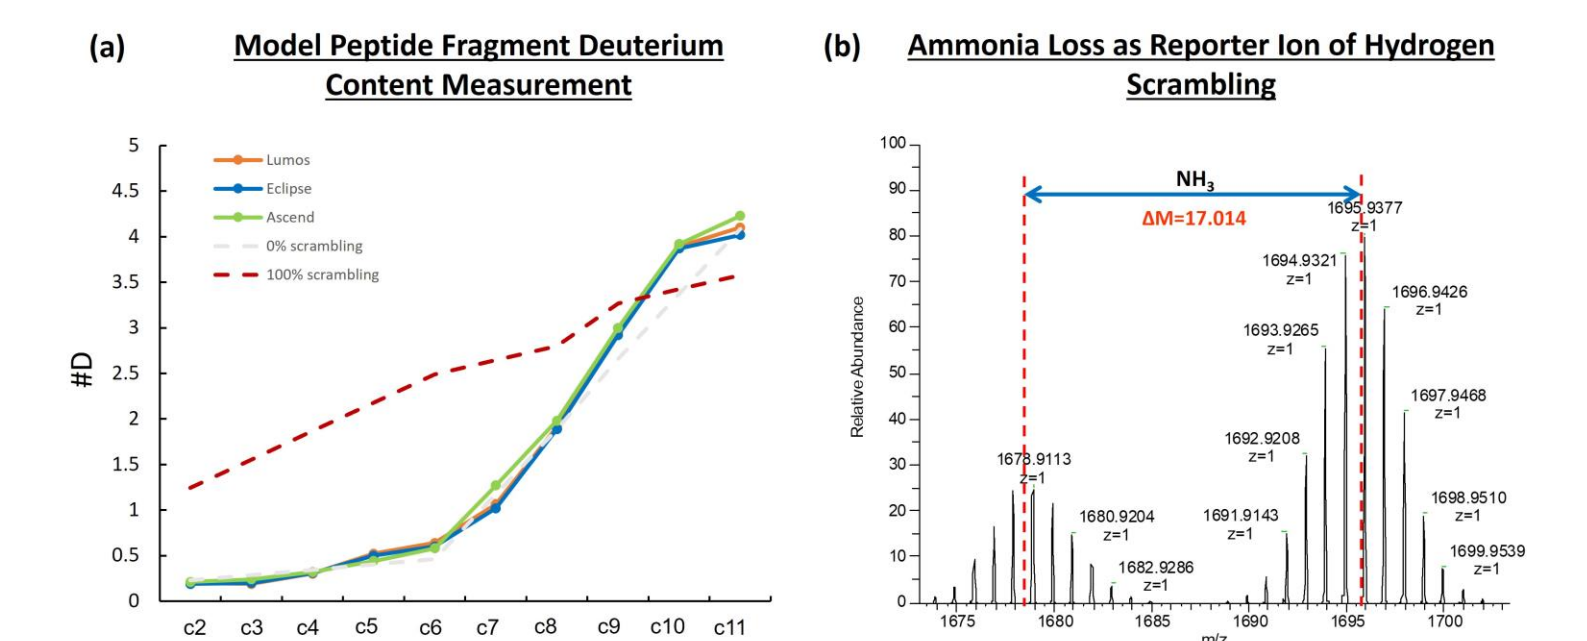 (a)
Model Peptide Fragment Deuterium
Content Measurement
5
4.5
4
3.5
3
2.5
2
1.5
1
0.5
0
#D
Lumos
Eclipse
Ascend
0% scrambling
100% scrambling
c2 c3 c4 c5 c6 c7 c8 c9 c10 c11
(b)
Ammonia Loss as Reporter Ion of Hydrogen
Scrambling
100
90
80
70
60
50
40
30
20
10
0
Relative Abundance
NH3
ΔM=17.014
1695.9377
z=1
1694.9321
z=1
1696.9426
z=1
1693.9265
z=1
1697.9468
z=1
1692.9208
z=1
1678.9113
z=1
1698.9510
z=1
1691.9143
z=1
1680.9204
z=1
1699.9539
z=1
1682.9286
z=1
1675 1680 1685 1690 1695 1700
m/z